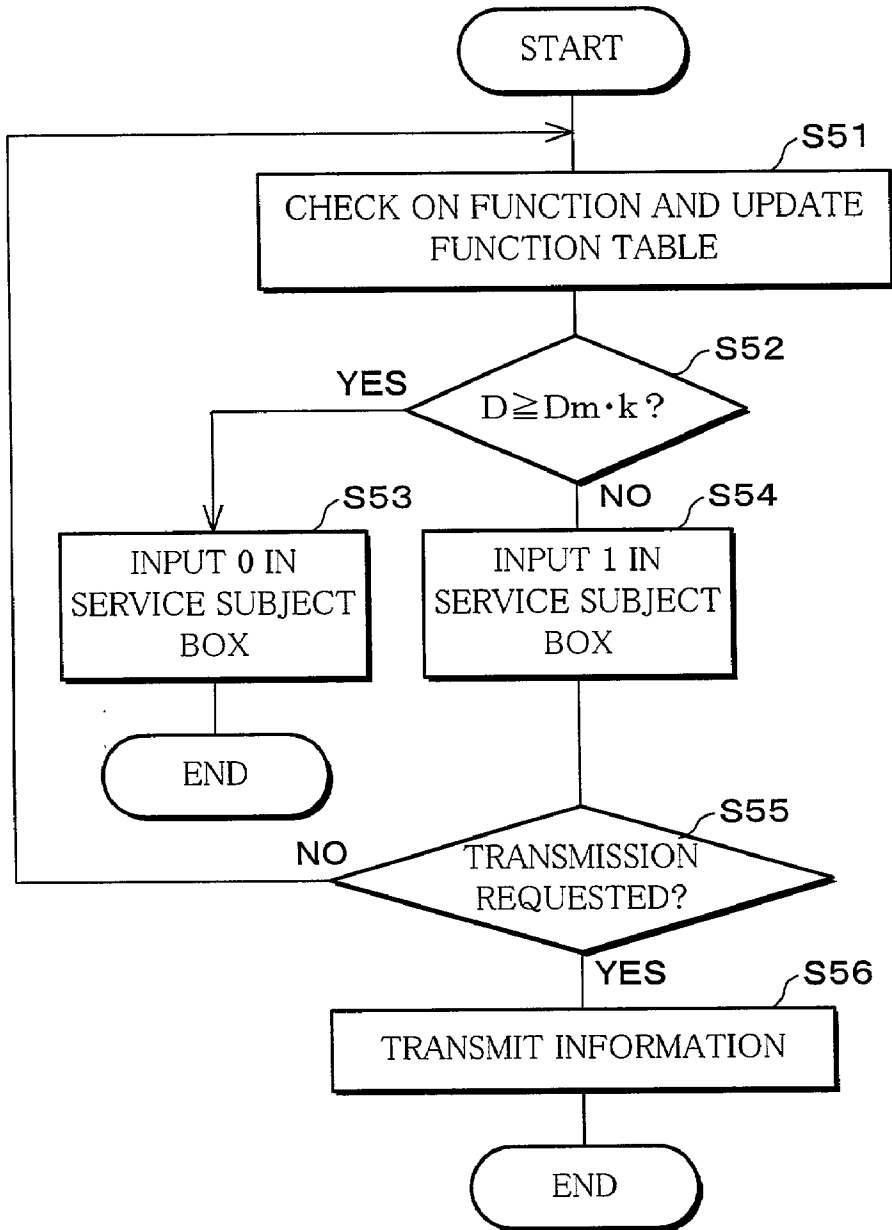 START
S51
CHECK ON FUNCTION AND UPDATE
FUNCTION TABLE
S52
D≧Dm·k?
YES
NO
S53
INPUT 0 IN
SERVICE SUBJECT
BOX
END
S54
INPUT 1 IN
SERVICE SUBJECT
BOX
S55
TRANSMISSION
REQUESTED?
NO
YES
S56
TRANSMIT INFORMATION
END